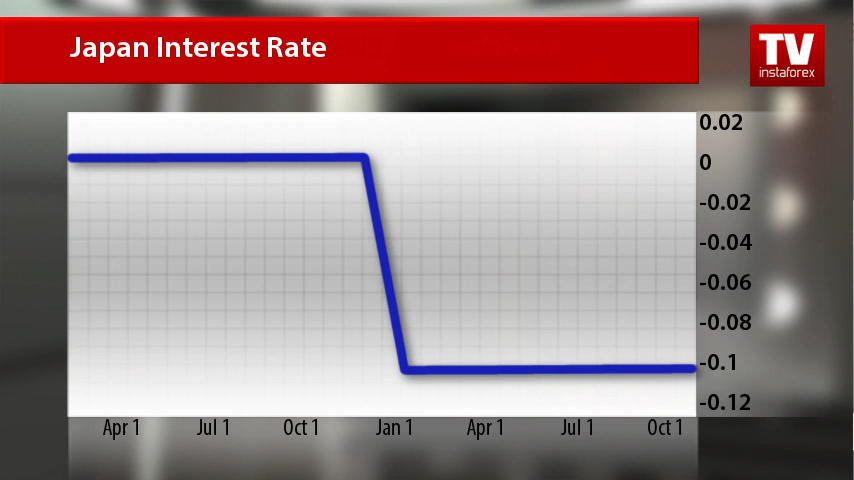 Japan Interest Rate
TV
instaforex
0.02
0
-0.02
-0.04
-0.06
-0.08
-0.1
-0.12
Apr 1 Jul 1 Oct 1 Jan 1 Apr 1 Jul 1 Oct 1